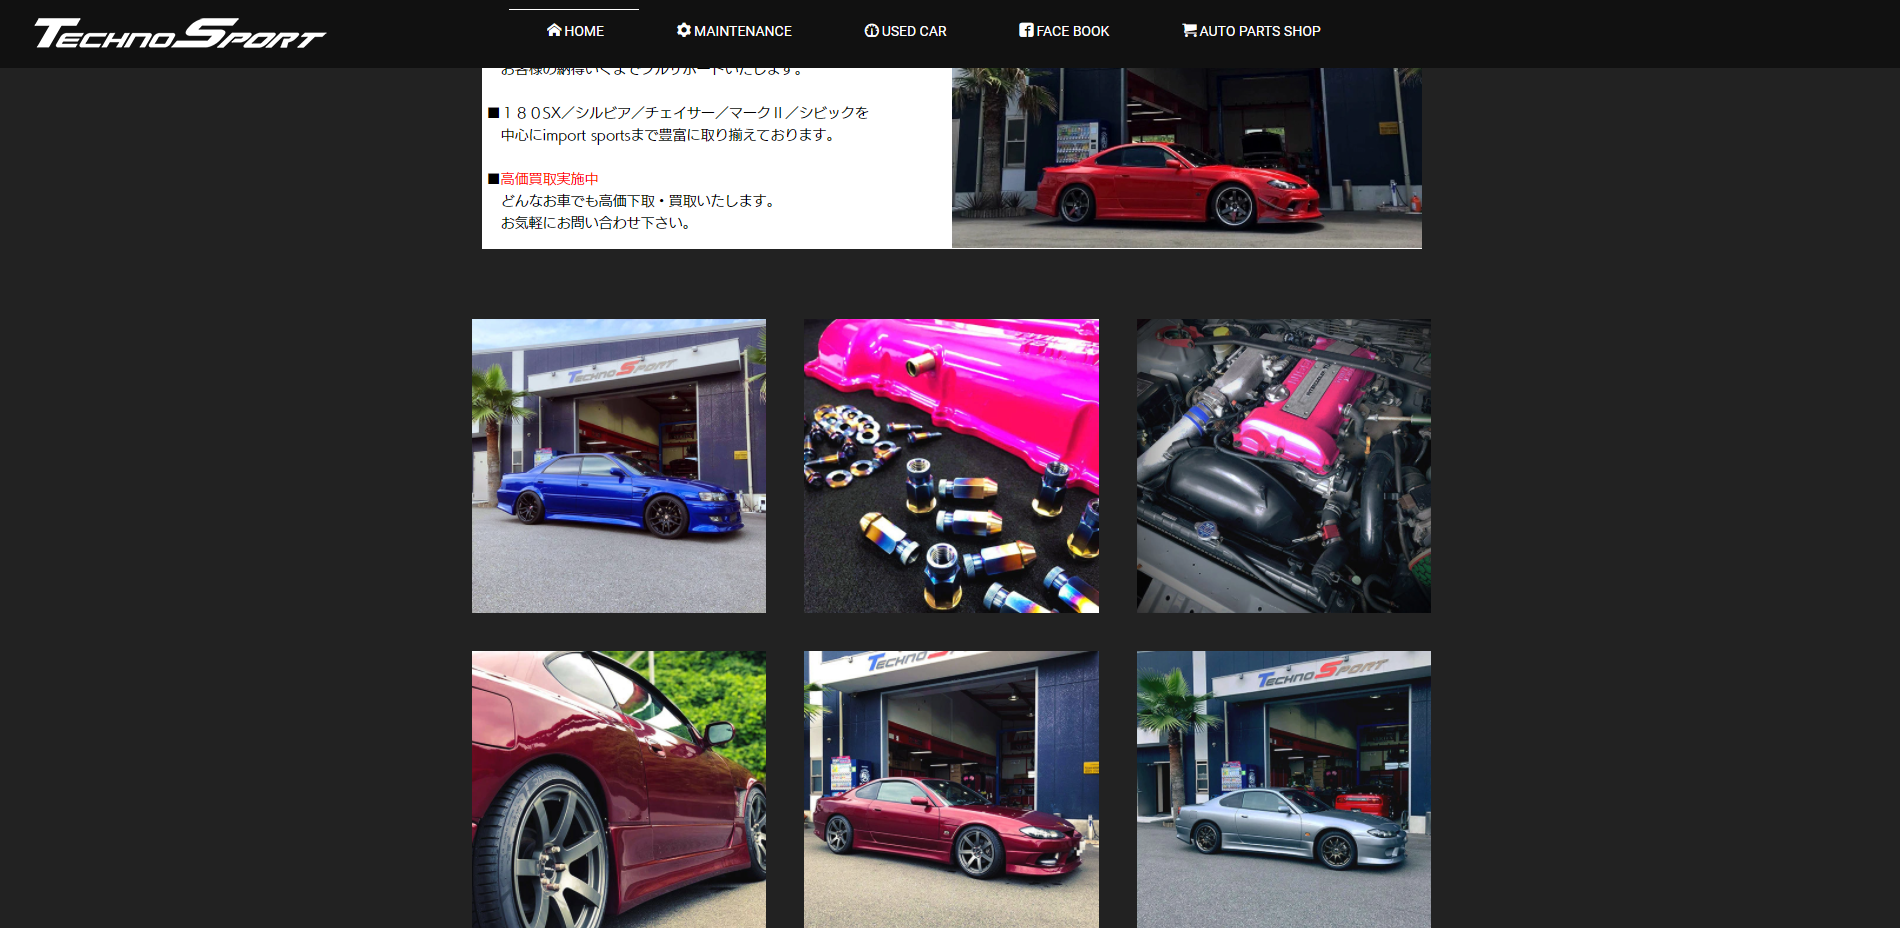 TECHNO SPORT
HOME
MAINTENANCE
USED CAR
FACE BOOK
AUTO PARTS SHOP
お客様の納得いくまでフルサポートいたします。
■１８０SX／シルビア／チェイサー／マークⅡ／シビックを
中心にimport sportsまで豊富に取り揃えております。
■高価買取実施中
どんなお車でも高価下取・買取いたします。
お気軽にお問い合わせ下さい。
TECHNO SPORT
TECHNO SPORT
TECHNO SPORT